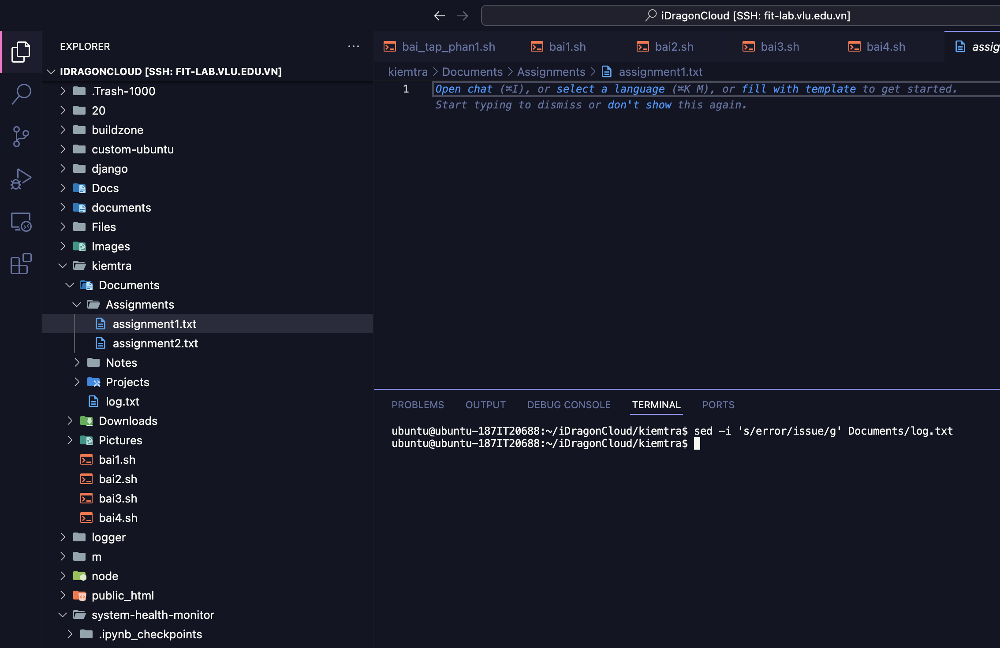 iDragonCloud [SSH: fit-lab.vlu.edu.vn]
EXPLORER
IDRAGONCLOUD [SSH: FIT-LAB.VLU.EDU.VN]
.Trash-1000
20
buildzone
custom-ubuntu
django
Docs
documents
Files
Images
kiemtra
Documents
Assignments
assignment1.txt
assignment2.txt
Notes
Projects
log.txt
Downloads
Pictures
bai1.sh
bai2.sh
bai3.sh
bai4.sh
logger
m
node
public_html
system-health-monitor
.ipynb_checkpoints
bai_tap_phan1.sh bai1.sh bai2.sh bai3.sh bai4.sh assig
kiemtra > Documents > Assignments > assignment1.txt
1 Open chat (⌘I), or select a language (⌘K M), or fill with template to get started.
Start typing to dismiss or don't show this again.
PROBLEMS OUTPUT DEBUG CONSOLE TERMINAL PORTS
ubuntu@ubuntu-187IT20688:~/iDragonCloud/kiemtra$ sed -i 's/error/issue/g' Documents/log.txt
ubuntu@ubuntu-187IT20688:~/iDragonCloud/kiemtra$